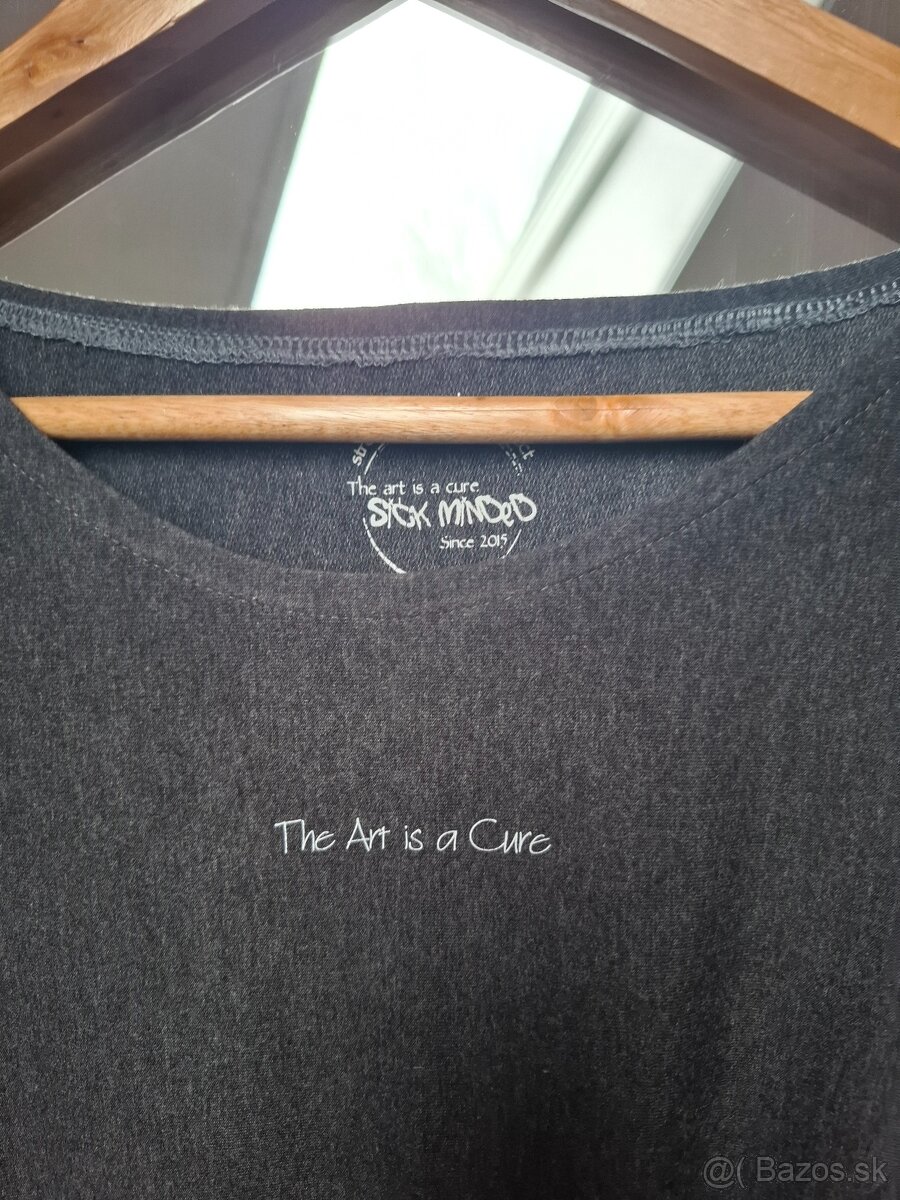 The art is a cure
SICK MINDED
Since 2015
The Art is a Cure
@( Bazos.sk